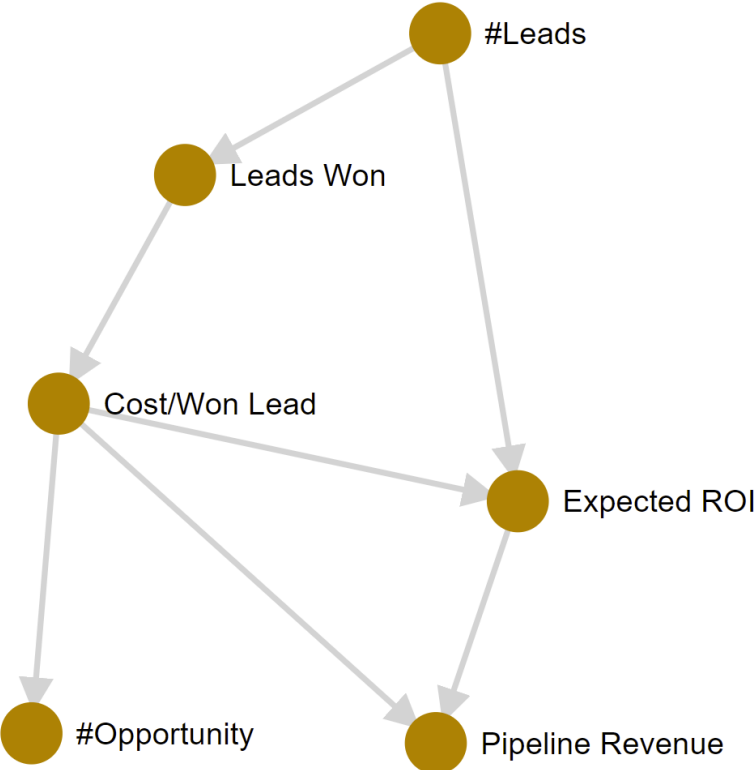 #Leads
Leads Won
Cost/Won Lead
Expected ROI
#Opportunity
Pipeline Revenue